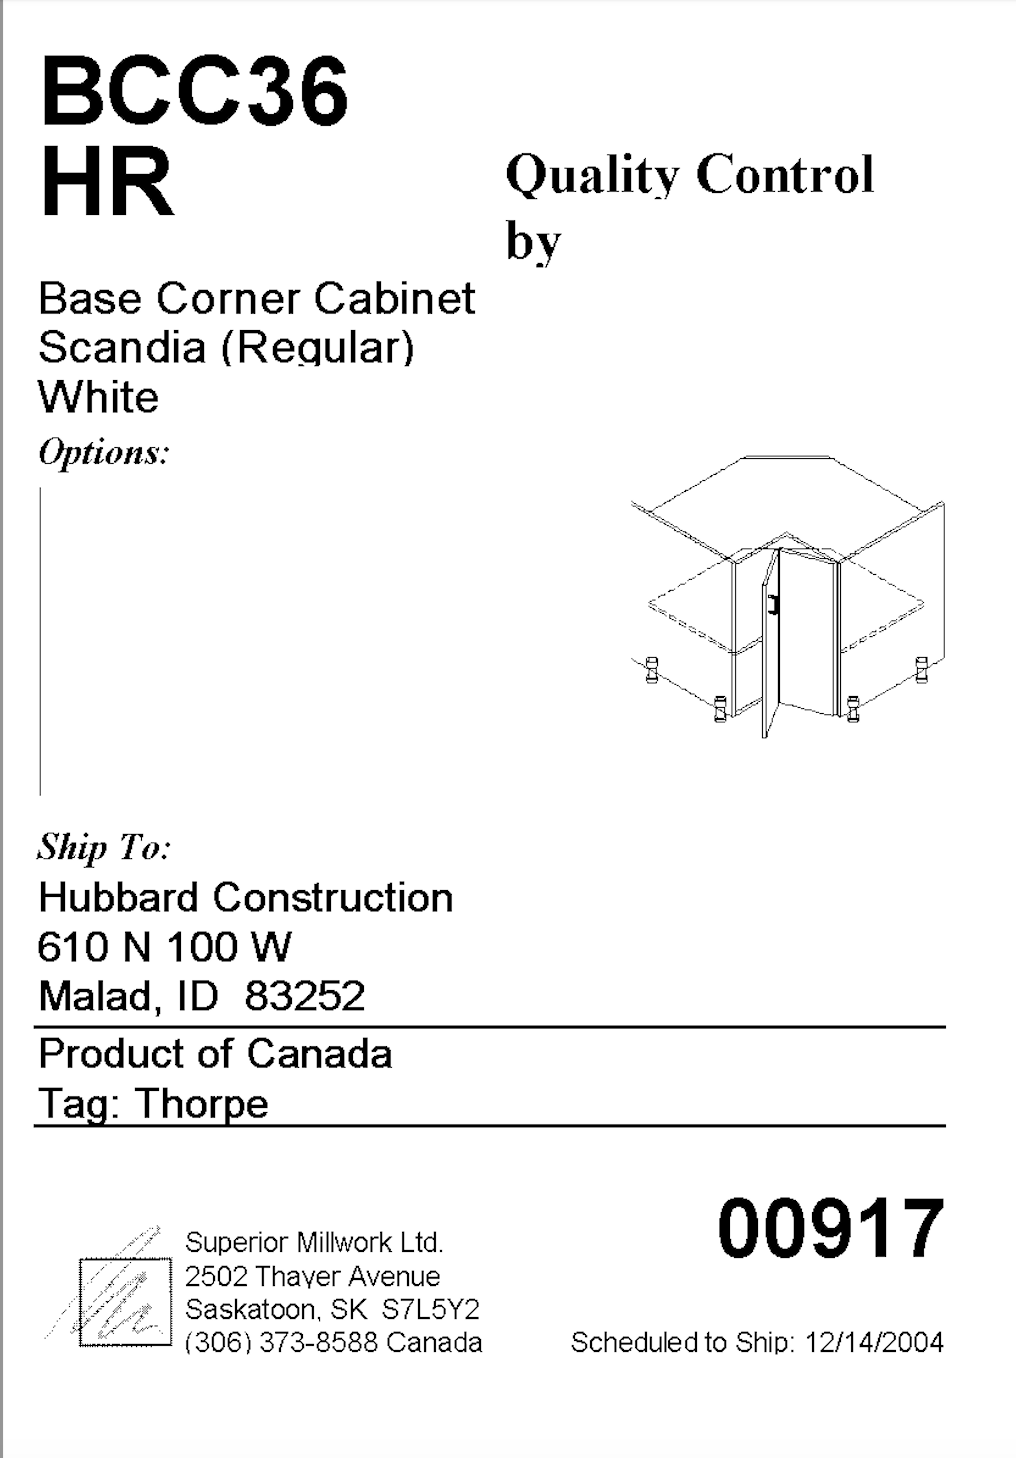 BCC36
HR
Quality Control
by
Base Corner Cabinet
Scandia (Regular)
White
Options:
Ship To:
Hubbard Construction
610 N 100 W
Malad, ID  83252
Product of Canada
Tag: Thorpe
00917
Superior Millwork Ltd.
2502 Thayer Avenue
Saskatoon, SK  S7L5Y2
(306) 373-8588 Canada
Scheduled to Ship: 12/14/2004